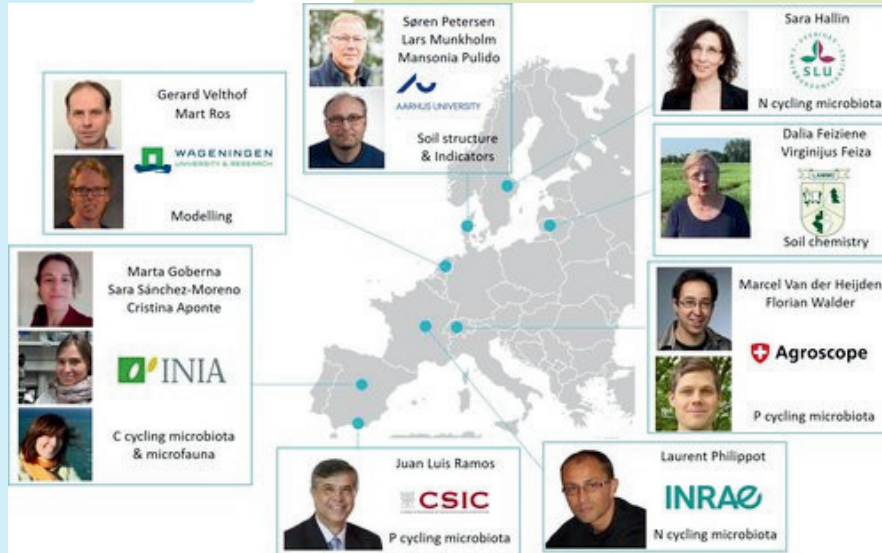 Gerard Velthof
Mart Ros
WAGENINGEN
UNIVERSITY & RESEARCH
Modelling
Søren Petersen
Lars Munkholm
Mansonia Pulido
AARHUS UNIVERSITY
Soil structure
& Indicators
Sara Hallin
SLU
N cycling microbiota
Dalia Feiziene
Virginijus Feiza
Soil chemistry
Marta Goberna
Sara Sánchez-Moreno
Cristina Aponte
INIA
C cycling microbiota
& microfauna
Marcel Van der Heijden
Florian Walder
Agroscope
P cycling microbiota
Juan Luis Ramos
CSIC
P cycling microbiota
Laurent Philippot
INRAE
N cycling microbiota